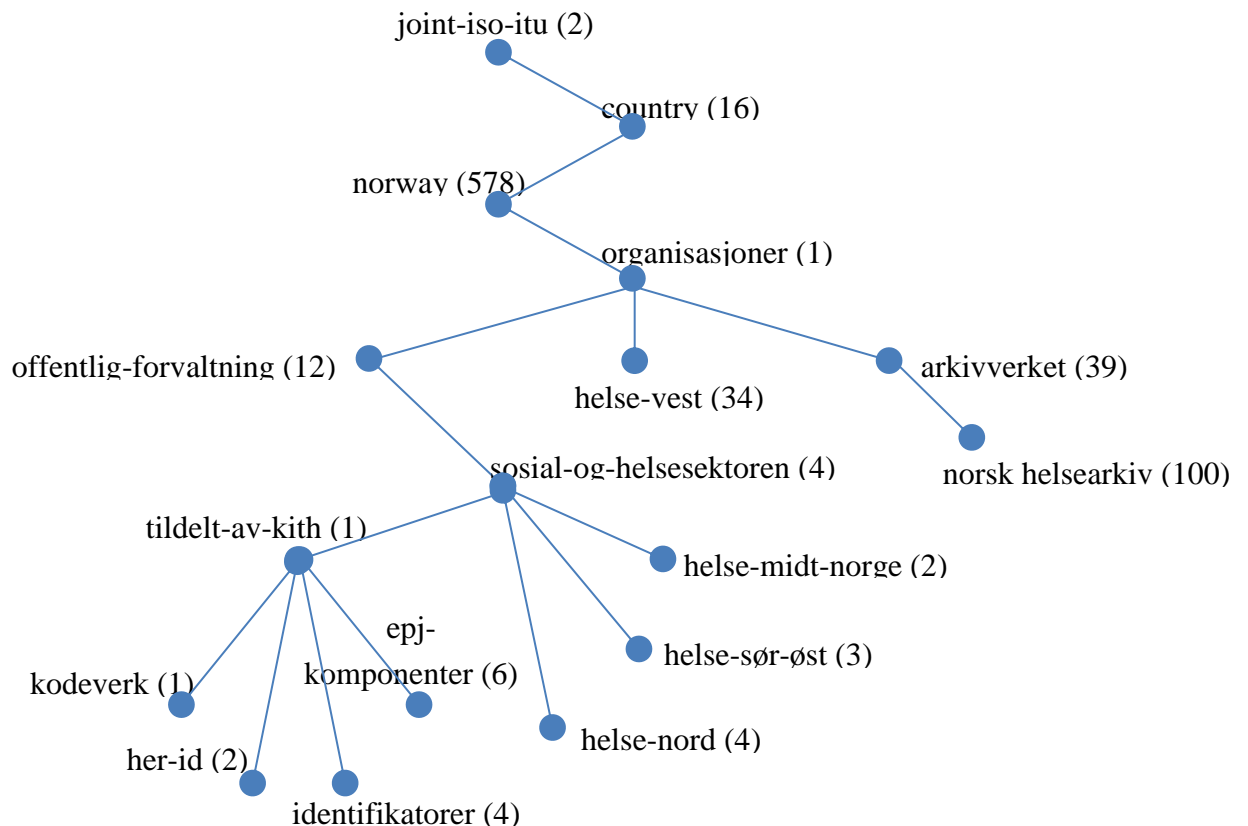 joint-iso-itu (2)
country (16)
norway (578)
organisasjoner (1)
offentlig-forvaltning (12)
arkivverket (39)
helse-vest (34)
sosial-og-helsesektoren (4)
norsk helsearkiv (100)
tildelt-av-kith (1)
helse-midt-norge (2)
epj-
komponenter (6)
helse-sør-øst (3)
kodeverk (1)
helse-nord (4)
her-id (2)
identifikatorer (4)